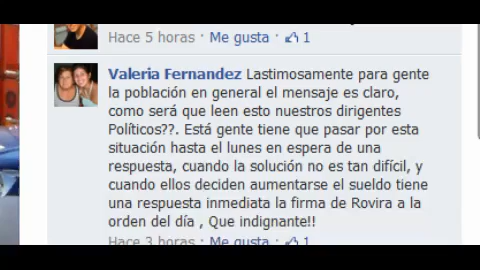 Hace 5 horas · Me gusta · 1
Valeria Fernandez Lastimosamente para gente
la población en general el mensaje es claro,
como será que leen esto nuestros dirigentes
Políticos??. Está gente tiene que pasar por esta
situación hasta el lunes en espera de una
respuesta, cuando la solución no es tan difícil, y
cuando ellos deciden aumentarse el sueldo tiene
una respuesta inmediata la firma de Rovira a la
orden del día , Que indignante!!
Hace 3 horas · Me gusta · 1